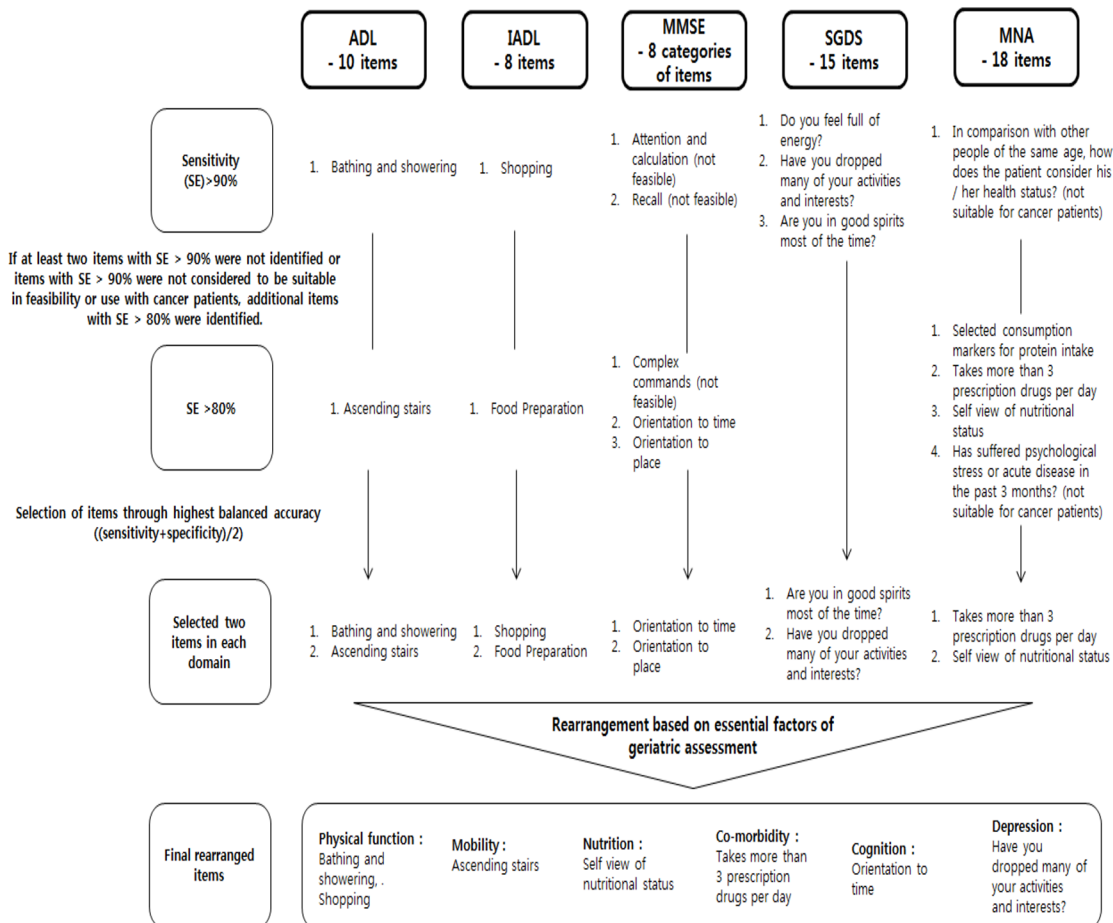 ADL
- 10 items
IADL
- 8 items
MMSE
- 8 categories
of items
SGDS
- 15 items
MNA
- 18 items
Sensitivity
(SE)>90%
1. Bathing and showering
1. Shopping
1. Attention and
calculation (not
feasible)
2. Recall (not feasible)
1. Do you feel full of
energy?
2. Have you dropped
many of your activities
and interests?
3. Are you in good spirits
most of the time?
1. In comparison with other
people of the same age, how
does the patient consider his
/ her health status? (not
suitable for cancer patients)
If at least two items with SE > 90% were not identified or
items with SE > 90% were not considered to be suitable
in feasibility or use with cancer patients, additional items
with SE > 80% were identified.
SE >80%
1. Ascending stairs
1. Food Preparation
1. Complex
commands (not
feasible)
2. Orientation to time
3. Orientation to
place
1. Selected consumption
markers for protein intake
2. Takes more than 3
prescription drugs per day
3. Self view of nutritional
status
4. Has suffered psychological
stress or acute disease in
the past 3 months? (not
suitable for cancer patients)
Selection of items through highest balanced accuracy
((sensitivity+specificity)/2)
Selected two
items in each
domain
1. Bathing and showering
2. Ascending stairs
1. Shopping
2. Food Preparation
1. Orientation to time
2. Orientation to
place
1. Are you in good spirits
most of the time?
2. Have you dropped
many of your activities
and interests?
1. Takes more than 3
prescription drugs per day
2. Self view of nutritional status
Rearrangement based on essential factors of
geriatric assessment
Final rearranged
items
Physical function :
Bathing and
showering, .
Shopping
Mobility :
Ascending stairs
Nutrition :
Self view of
nutritional status
Co-morbidity :
Takes more than
3 prescription
drugs per day
Cognition :
Orientation to
time
Depression :
Have you
dropped many of
your activities
and interests?